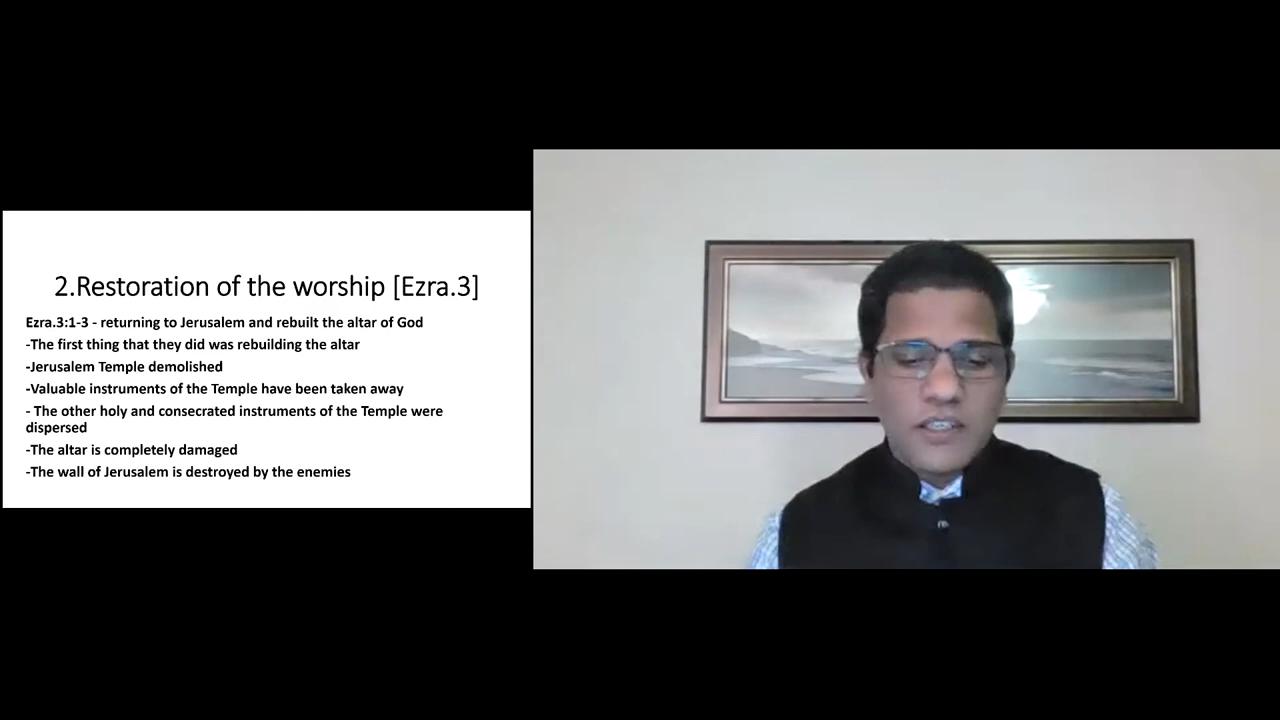 2.Restoration of the worship [Ezra.3]
Ezra.3:1-3 - returning to Jerusalem and rebuilt the altar of God
-The first thing that they did was rebuilding the altar
-Jerusalem Temple demolished
-Valuable instruments of the Temple have been taken away
- The other holy and consecrated instruments of the Temple were
dispersed
-The altar is completely damaged
-The wall of Jerusalem is destroyed by the enemies